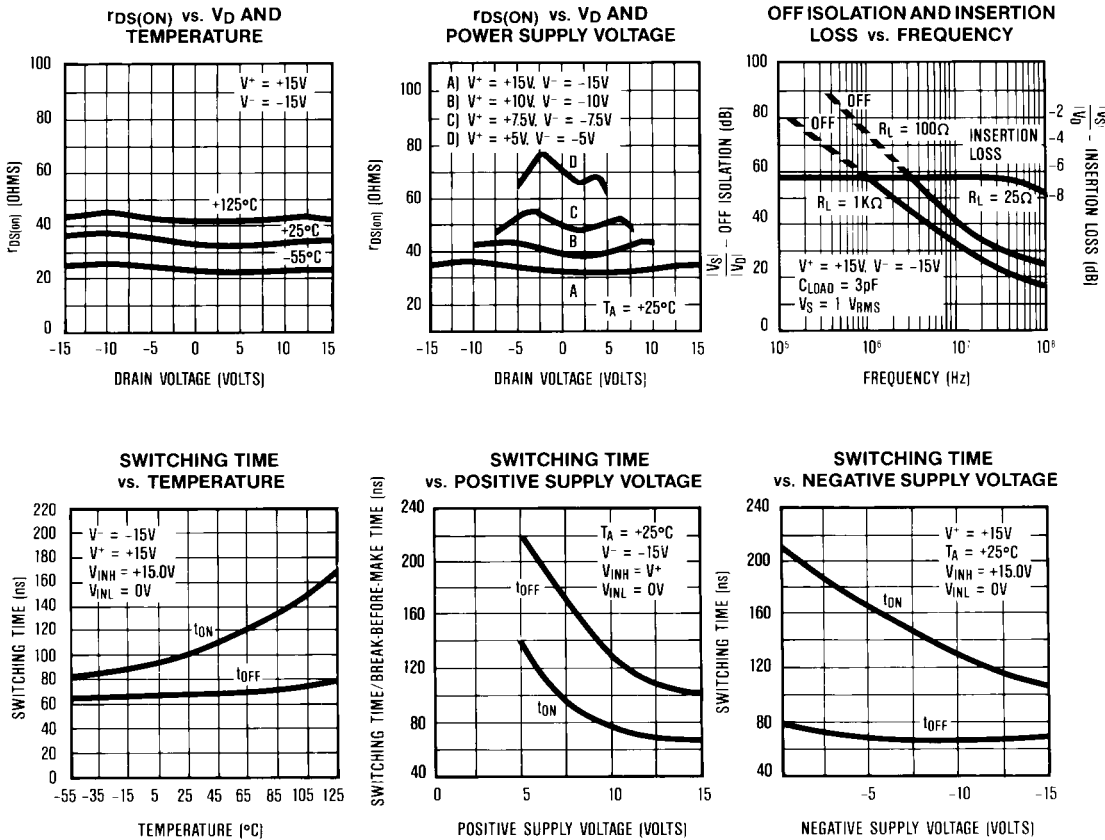 rDS(ON) vs. VD AND
TEMPERATURE
100
80
60
40
20
0
rDS(on) (OHMS)
V+ = +15V
V− = −15V
+125°C
+25°C
−55°C
-15 -10 -5 0 5 10 15
DRAIN VOLTAGE (VOLTS)
rDS(ON) vs. VD AND
POWER SUPPLY VOLTAGE
100
80
60
40
20
rDS(on) (OHMS)
A) V+ = +15V, V− = −15V
B) V+ = +10V, V− = −10V
C) V+ = +7.5V, V− = −7.5V
D) V+ = +5V, V− = −5V
D
C
B
A
TA = +25°C
-15 -10 -5 0 5 10 15
DRAIN VOLTAGE (VOLTS)
OFF ISOLATION AND INSERTION
LOSS vs. FREQUENCY
100
80
60
40
20
0
|VS|/|VD| − OFF ISOLATION (dB)
OFF
OFF
RL = 100Ω
INSERTION
LOSS
RL = 1KΩ
RL = 25Ω
V+ = +15V, V− = −15V
CLOAD = 3pF
VS = 1 VRMS
-2
-4
-6
-8
|VS|/|VD| - INSERTION LOSS (dB)
10⁵ 10⁶ 10⁷ 10⁸
FREQUENCY (Hz)
SWITCHING TIME
vs. TEMPERATURE
220
200
180
160
140
120
100
80
60
40
20
0
SWITCHING TIME (ns)
V− = −15V
V+ = +15V
VINH = +15.0V
VINL = 0V
tON
tOFF
-55 -35 -15 5 25 45 65 85 105 125
TEMPERATURE (°C)
SWITCHING TIME
vs. POSITIVE SUPPLY VOLTAGE
240
200
160
120
80
40
SWITCHING TIME/BREAK-BEFORE-MAKE TIME (ns)
TA = +25°C
V− = −15V
VINH = V+
VINL = 0V
tOFF
tON
0 5 10 15
POSITIVE SUPPLY VOLTAGE (VOLTS)
SWITCHING TIME
vs. NEGATIVE SUPPLY VOLTAGE
240
200
160
120
80
40
SWITCHING TIME (ns)
V+ = +15V
TA = +25°C
VINH = +15.0V
VINL = 0V
tON
tOFF
-5 -10 -15
NEGATIVE SUPPLY VOLTAGE (VOLTS)